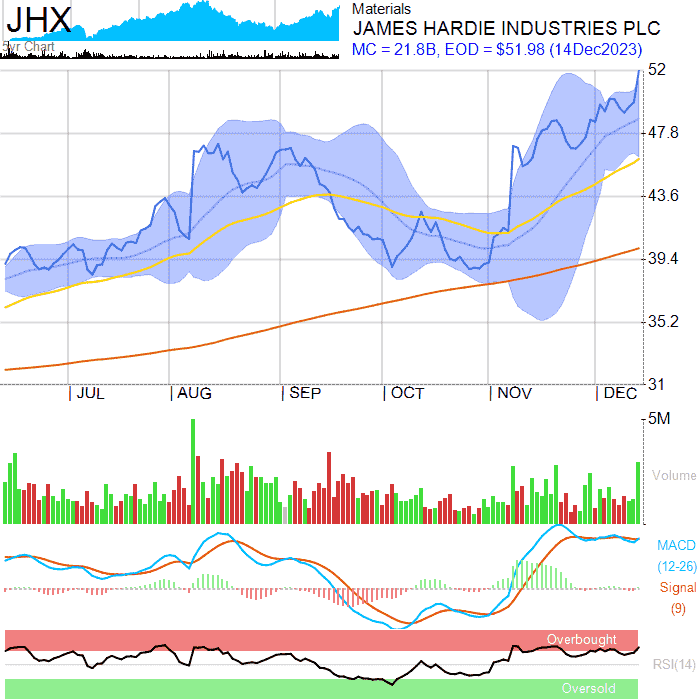 JHX
5yr Chart
Materials
JAMES HARDIE INDUSTRIES PLC
MC = 21.8B, EOD = $51.98 (14Dec2023)
52
47.8
43.6
39.4
35.2
31
JUL
AUG
SEP
OCT
NOV
DEC
5M
Volume
MACD
(12-26)
Signal
(9)
Overbought
RSI(14)
Oversold